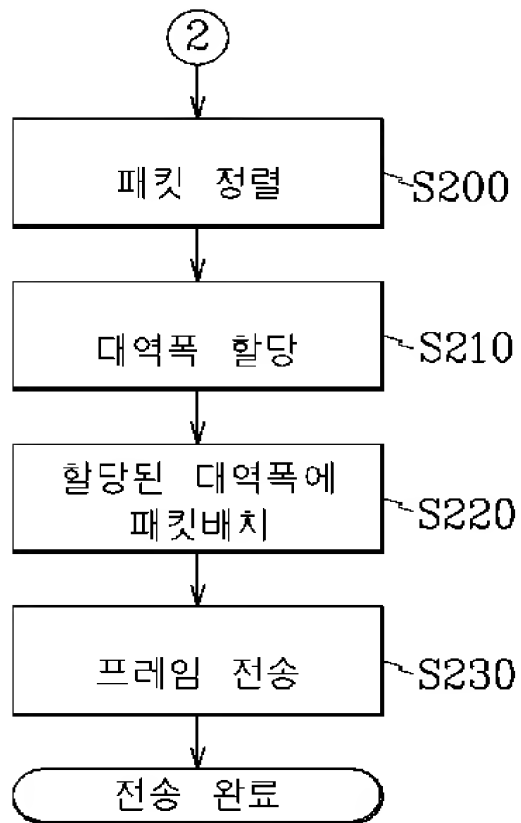 2
패킷 정렬
S200
대역폭 할당
S210
할당된 대역폭에
패킷배치
S220
프레임 전송
S230
전송 완료